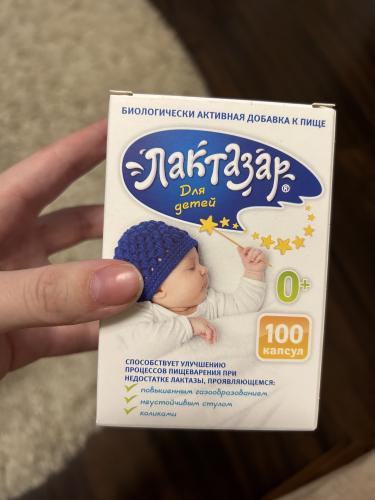 БИОЛОГИЧЕСКИ АКТИВНАЯ ДОБАВКА К ПИЩЕ
Лактазар®
Для
детей
0+
100
капсул
СПОСОБСТВУЕТ УЛУЧШЕНИЮ
ПРОЦЕССОВ ПИЩЕВАРЕНИЯ ПРИ
НЕДОСТАТКЕ ЛАКТАЗЫ, ПРОЯВЛЯЮЩЕМСЯ:
повышенным газообразованием
неустойчивым стулом
коликами